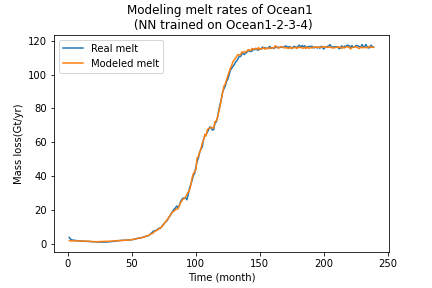 Modeling melt rates of Ocean1
(NN trained on Ocean1-2-3-4)
Real melt
Modeled melt
120
100
80
60
40
20
0
Mass loss(Gt/yr)
0 50 100 150 200 250
Time (month)